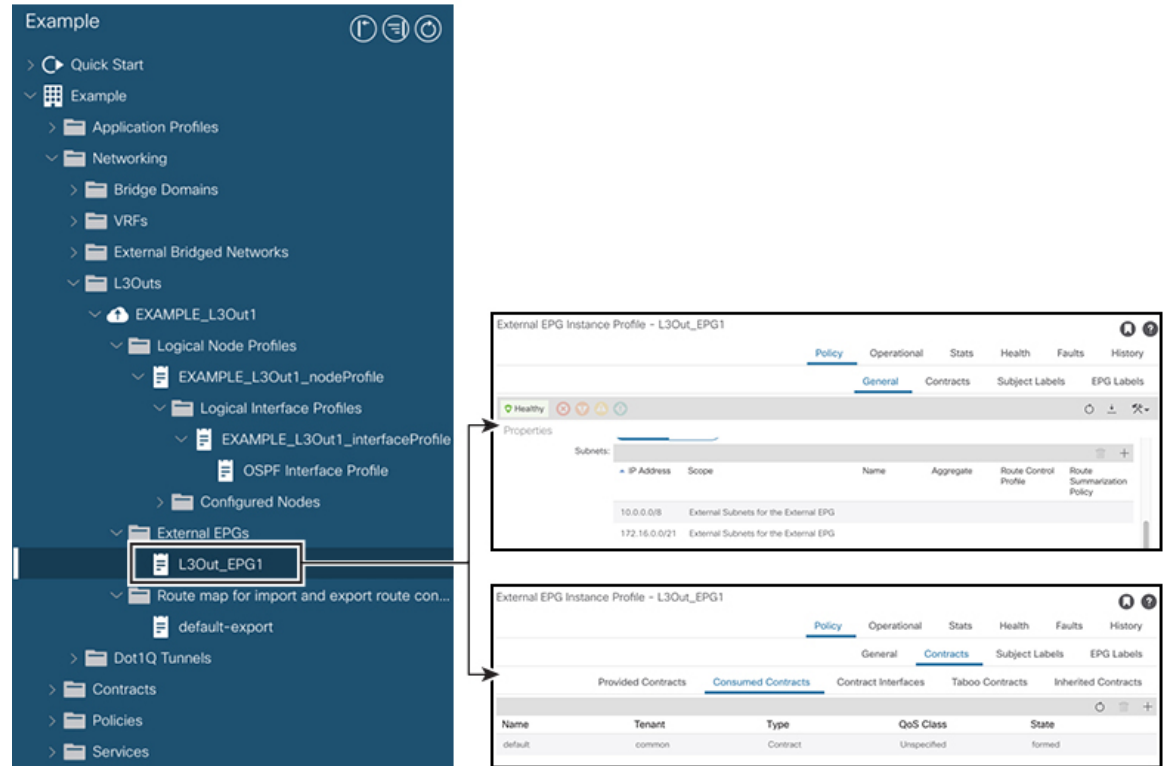 Example
Quick Start
Example
Application Profiles
Networking
Bridge Domains
VRFs
External Bridged Networks
L3Outs
EXAMPLE_L3Out1
Logical Node Profiles
EXAMPLE_L3Out1_nodeProfile
Logical Interface Profiles
EXAMPLE_L3Out1_interfaceProfile
OSPF Interface Profile
Configured Nodes
External EPGs
L3Out_EPG1
Route map for import and export route con...
default-export
Dot1Q Tunnels
Contracts
Policies
Services
External EPG Instance Profile - L3Out_EPG1
Policy Operational Stats Health Faults History
General Contracts Subject Labels EPG Labels
Healthy
Properties
Subnets:
IP Address Scope Name Aggregate Route Control Profile Route Summarization Policy
10.0.0.0/8 External Subnets for the External EPG
172.16.0.0/21 External Subnets for the External EPG
External EPG Instance Profile - L3Out_EPG1
Policy Operational Stats Health Faults History
General Contracts Subject Labels EPG Labels
Provided Contracts Consumed Contracts Contract Interfaces Taboo Contracts Inherited Contracts
Name Tenant Type QoS Class State
default common Contract Unspecified formed